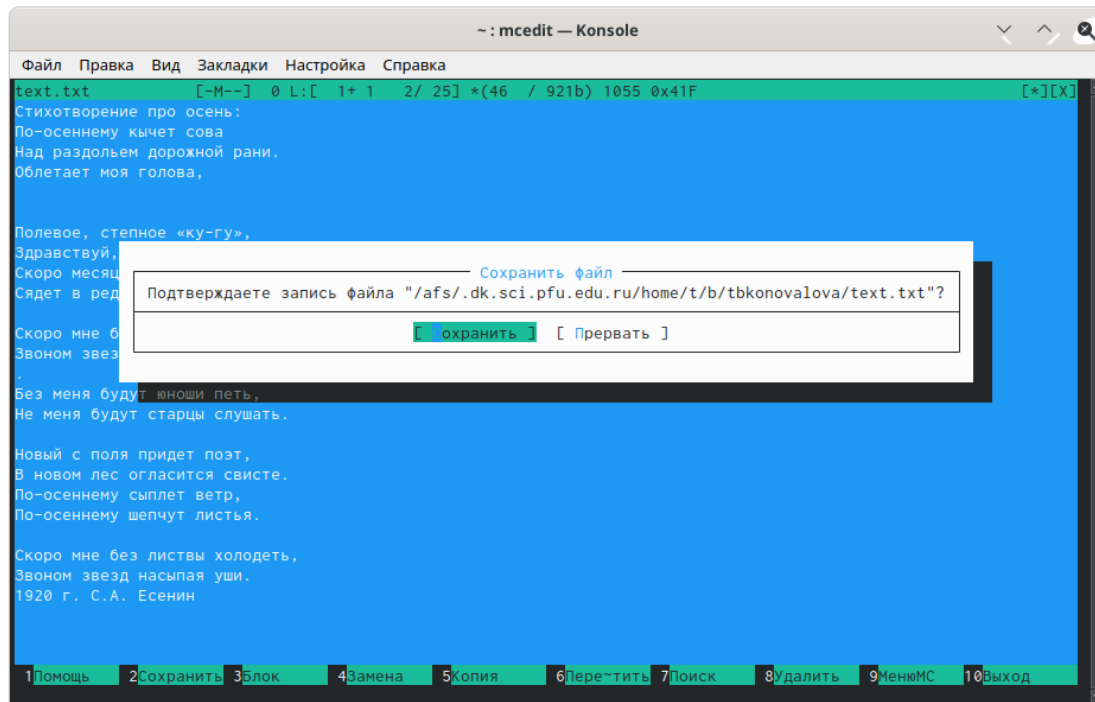 ~ : mcedit — Konsole
Файл Правка Вид Закладки Настройка Справка
text.txt [-M--] 0 L:[ 1+ 1 2/ 25] *(46 / 921b) 1055 0x41F [*][X]
Стихотворение про осень:
По-осеннему кычет сова
Над раздольем дорожной рани.
Облетает моя голова,
Полевое, степное «ку-гу»,
Здравствуй,
Скоро месяц
Сядет в ред
Сохранить файл
Подтверждаете запись файла "/afs/.dk.sci.pfu.edu.ru/home/t/b/tbkonovalova/text.txt"?
[ охранить ] [ Прервать ]
Скоро мне б
Звоном звез
.
Без меня будут юноши петь,
Не меня будут старцы слушать.
Новый с поля придет поэт,
В новом лес огласится свисте.
По-осеннему сыплет ветр,
По-осеннему шепчут листья.
Скоро мне без листвы холодеть,
Звоном звезд насыпая уши.
1920 г. С.А. Есенин
1Помощь 2Сохранить 3Блок 4Замена 5Копия 6Пере~тить 7Поиск 8Удалить 9МенюMC 10Выход